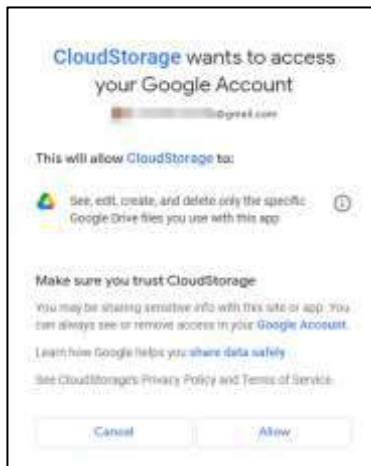 CloudStorage wants to access
your Google Account
@gmail.com
This will allow CloudStorage to:
See, edit, create, and delete only the specific
Google Drive files you use with this app
Make sure you trust CloudStorage
You may be sharing sensitive info with this site or app. You
can always see or remove access in your Google Account.
Learn how Google helps you share data safely.
See CloudStorage's Privacy Policy and Terms of Service.
Cancel Allow